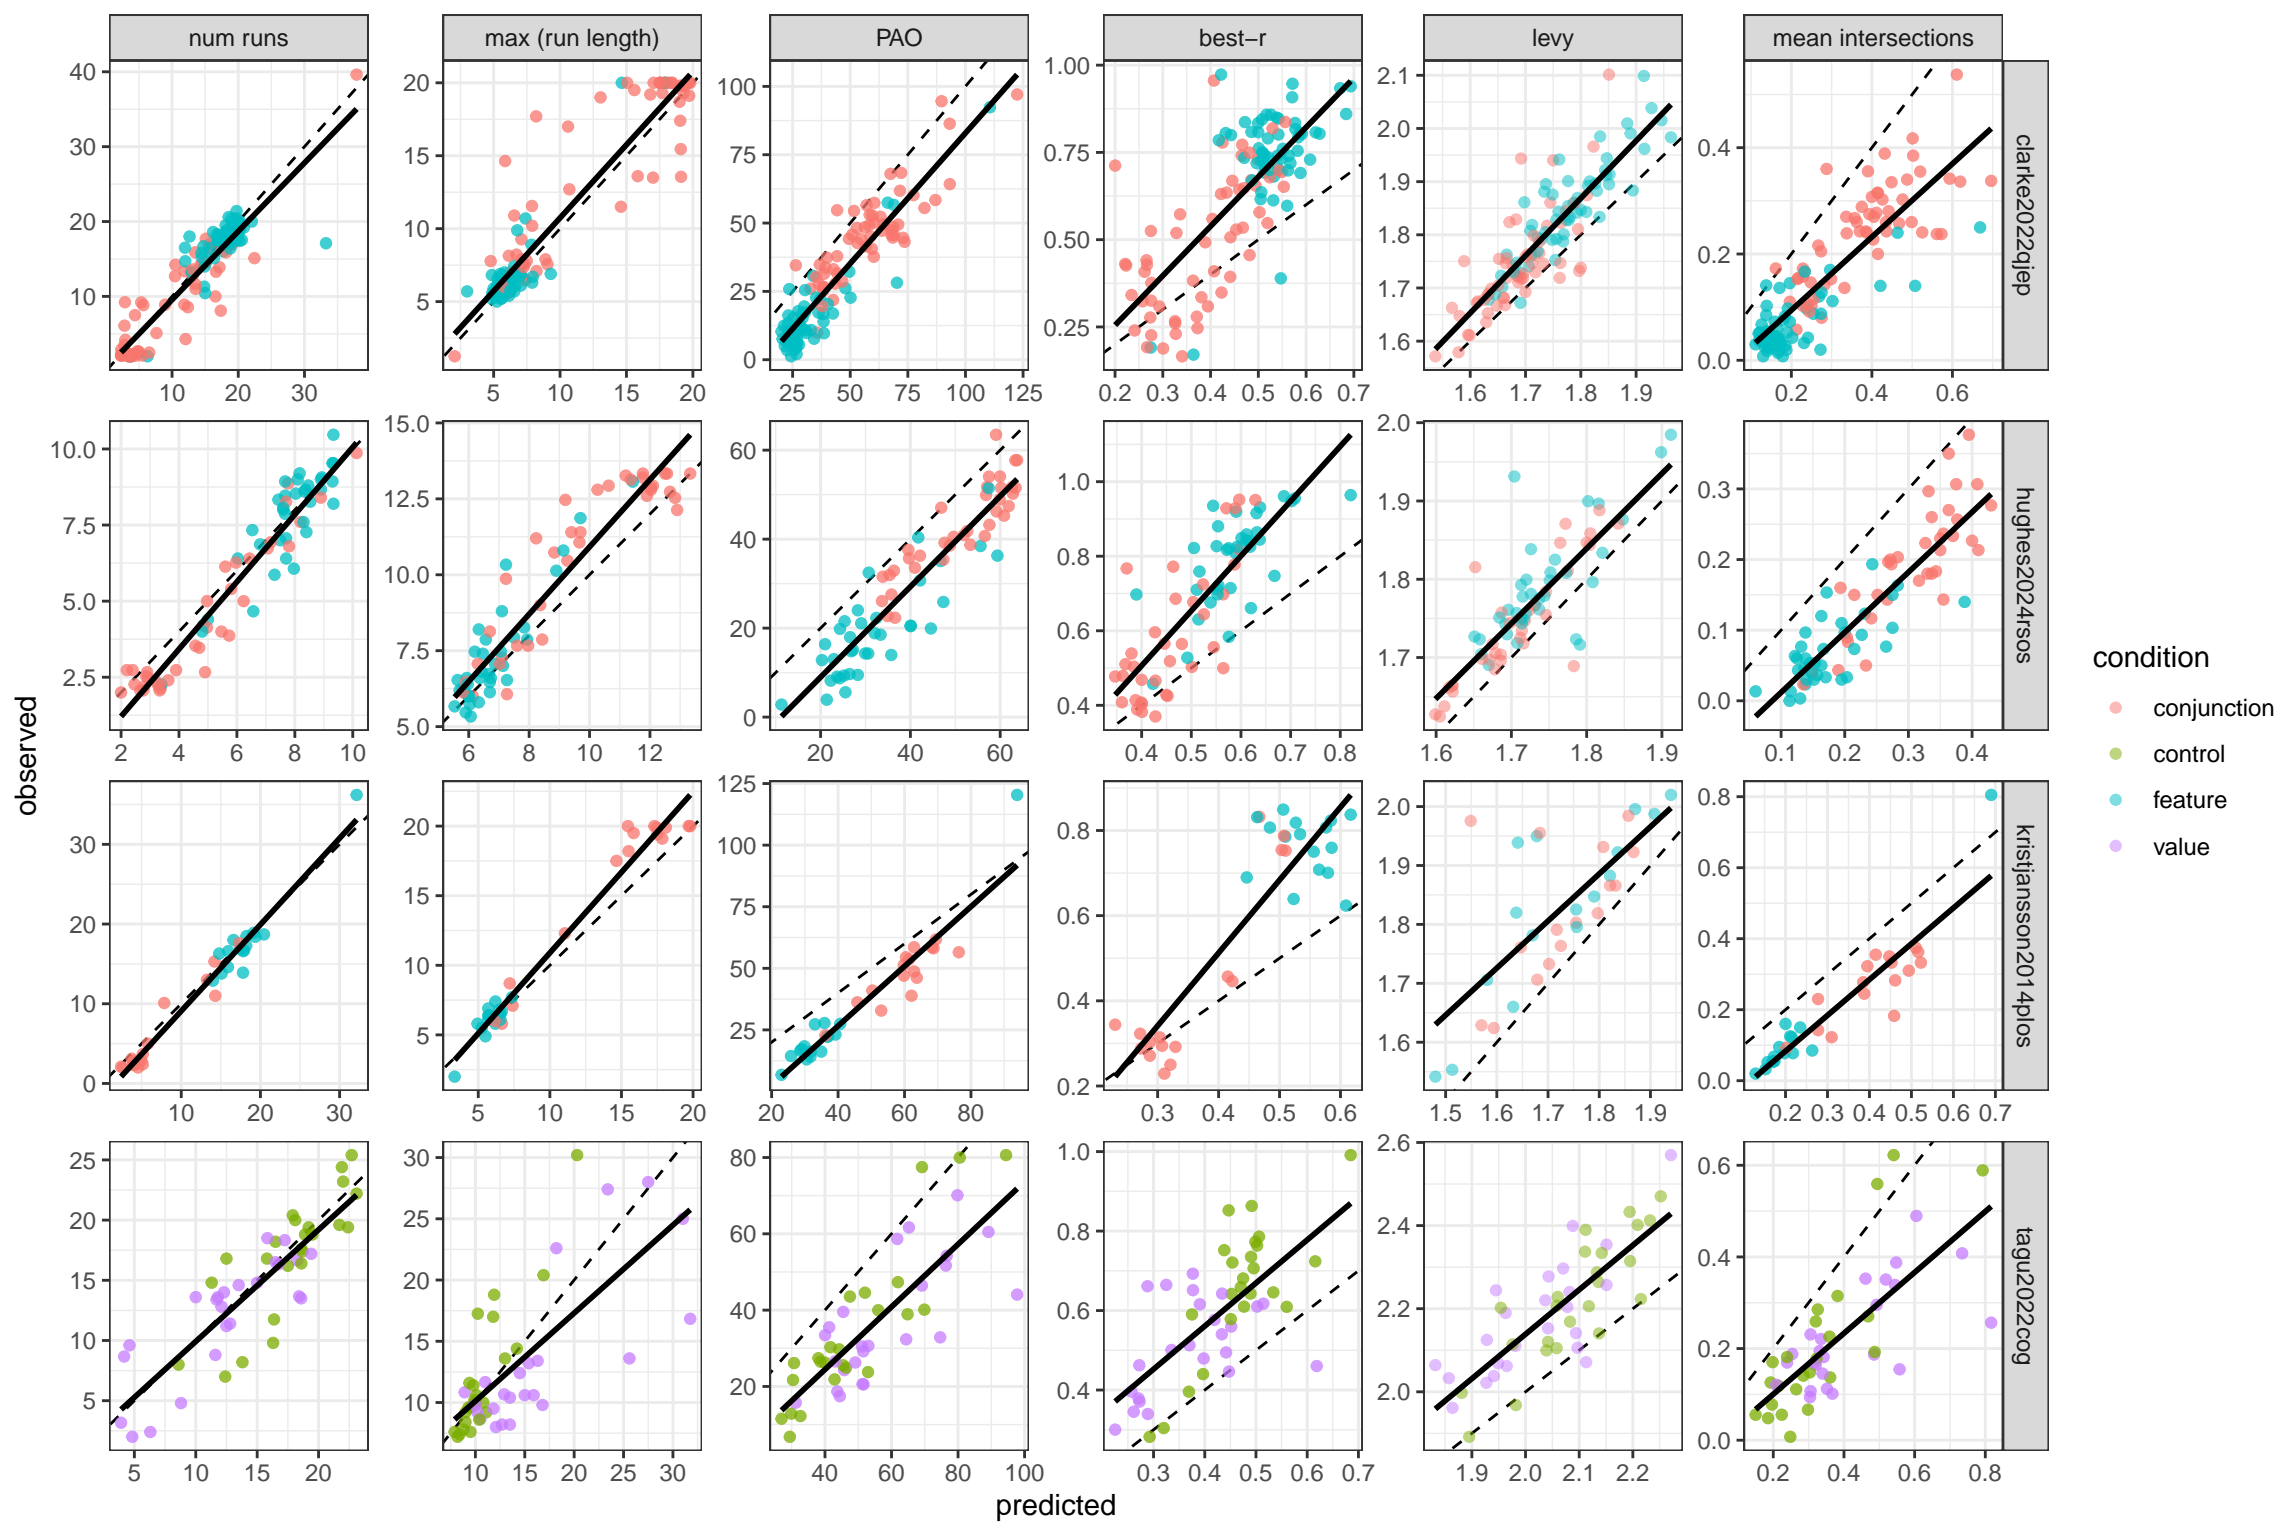 num runs max (run length) PAO best−r levy mean intersections
40 30 20 10
20 15 10 5
100 75 50 25 0
1.00 0.75 0.50 0.25
2.1 2.0 1.9 1.8 1.7 1.6
0.4 0.2 0.0
clarke2022qjep
10 20 30
5 10 15 20
25 50 75 100 125
0.2 0.3 0.4 0.5 0.6 0.7
1.6 1.7 1.8 1.9
0.2 0.4 0.6
10.0 7.5 5.0 2.5
15.0 12.5 10.0 7.5 5.0
60 40 20 0
1.0 0.8 0.6 0.4
2.0 1.9 1.8 1.7
0.3 0.2 0.1 0.0
hughes2024rsos
2 4 6 8 10
6 8 10 12
20 40 60
0.4 0.5 0.6 0.7 0.8
1.6 1.7 1.8 1.9
0.1 0.2 0.3 0.4
30 20 10 0
20 15 10 5
125 100 75 50 25
0.8 0.6 0.4 0.2
2.0 1.9 1.8 1.7 1.6
0.8 0.6 0.4 0.2 0.0
kristjansson2014plos
10 20 30
5 10 15 20
20 40 60 80
0.3 0.4 0.5 0.6
1.5 1.6 1.7 1.8 1.9
0.2 0.3 0.4 0.5 0.6 0.7
25 20 15 10 5
30 25 20 15 10
80 60 40 20
1.0 0.8 0.6 0.4
2.6 2.4 2.2 2.0
0.6 0.4 0.2 0.0
tagu2022cog
5 10 15 20
10 15 20 25 30
40 60 80 100
0.3 0.4 0.5 0.6 0.7
1.9 2.0 2.1 2.2
0.2 0.4 0.6 0.8
observed
predicted
condition
conjunction
control
feature
value